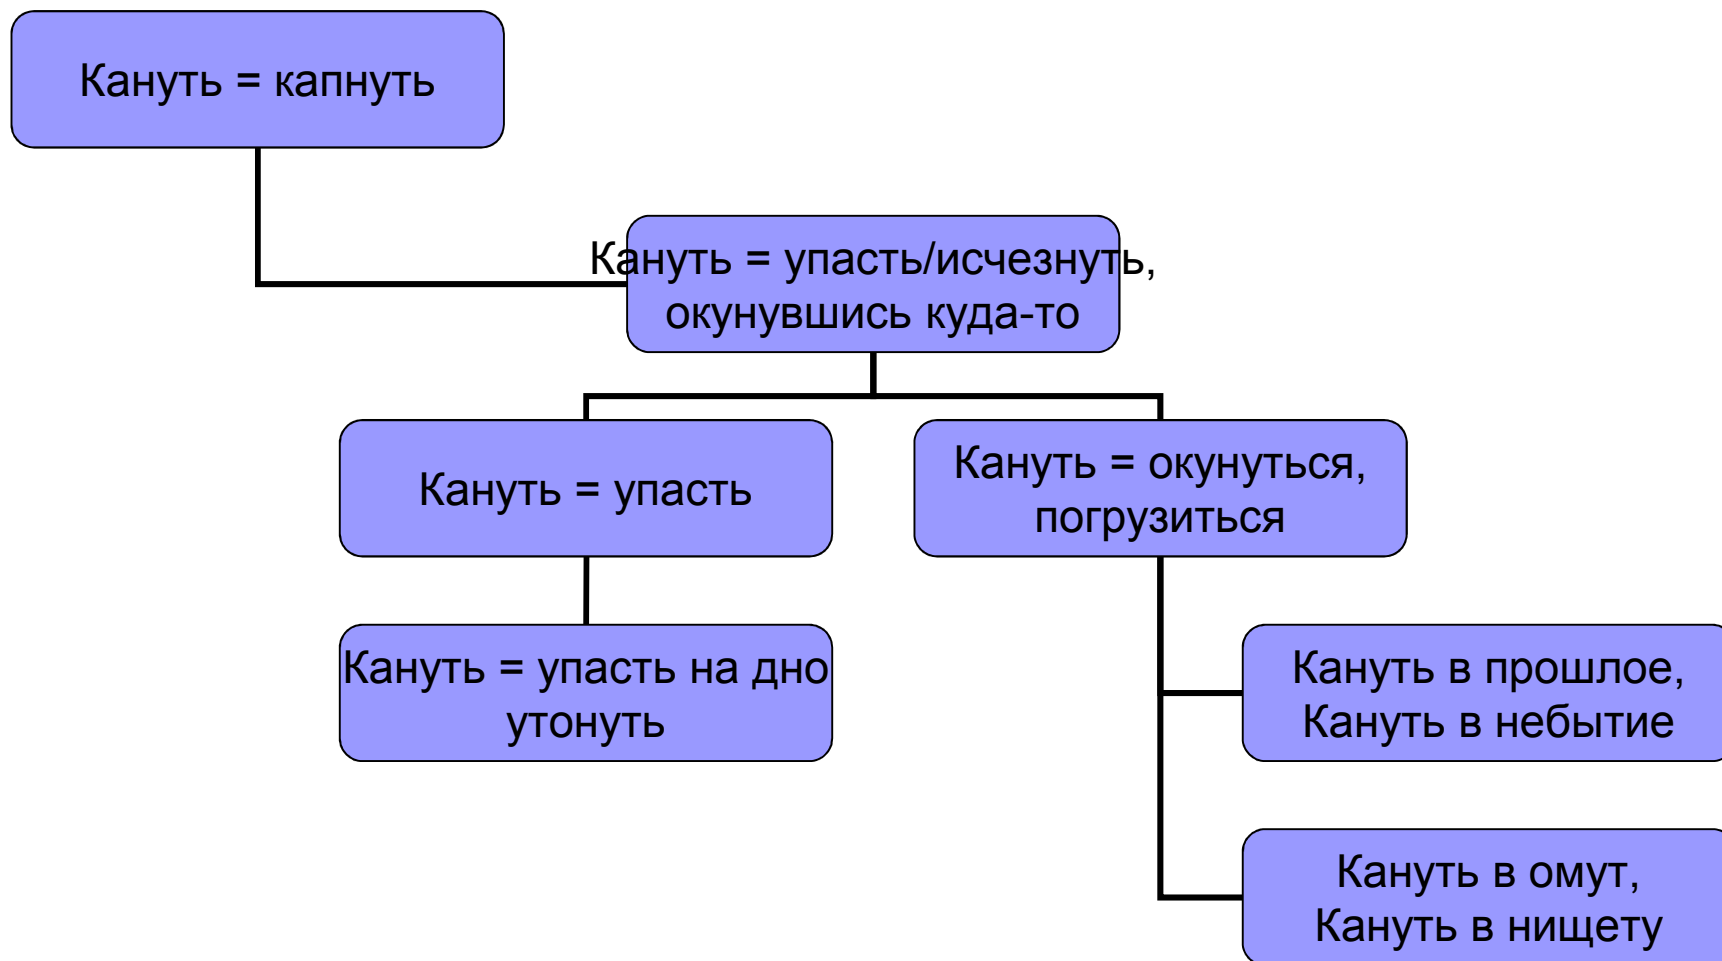 Кануть = капнуть
Кануть = упасть/исчезнуть,
окунувшись куда-то
Кануть = упасть
Кануть = окунуться,
погрузиться
Кануть = упасть на дно
утонуть
Кануть в прошлое,
Кануть в небытие
Кануть в омут,
Кануть в нищету